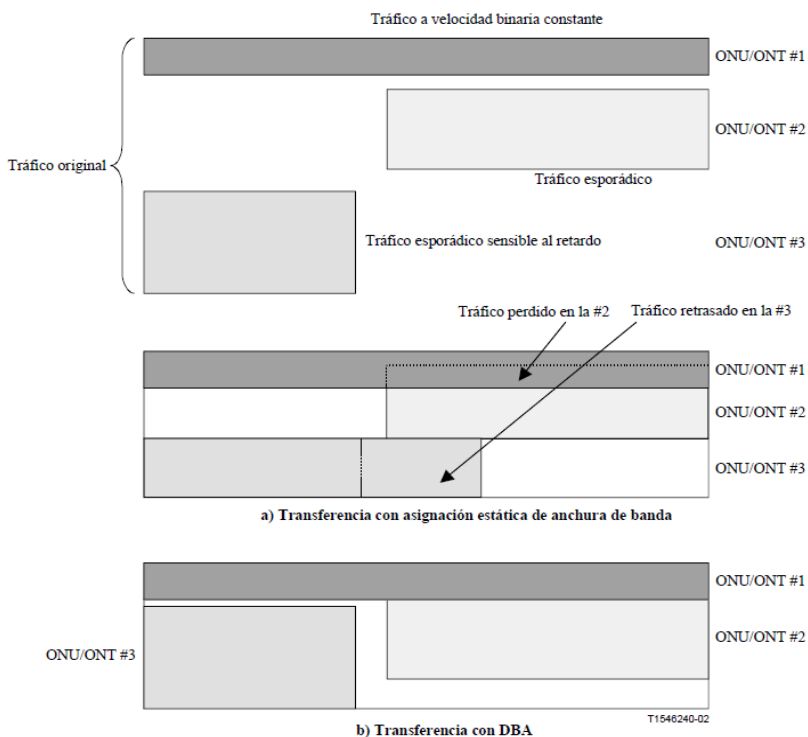 Tráfico a velocidad binaria constante
ONU/ONT #1
ONU/ONT #2
Tráfico original
Tráfico esporádico
Tráfico esporádico sensible al retardo
ONU/ONT #3
Tráfico perdido en la #2
Tráfico retrasado en la #3
ONU/ONT #1
ONU/ONT #2
ONU/ONT #3
a) Transferencia con asignación estática de anchura de banda
ONU/ONT #1
ONU/ONT #2
ONU/ONT #3
T1546240-02
b) Transferencia con DBA